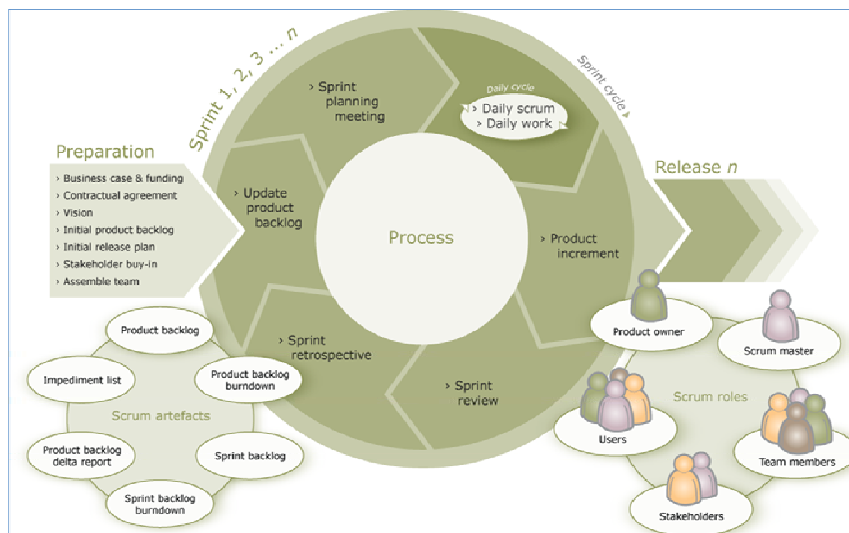 Sprint 1, 2, 3 ... n
Sprint cycle
Daily cycle
› Daily scrum
› Daily work
› Sprint
planning
meeting
Preparation
› Business case & funding
› Contractual agreement
› Vision
› Initial product backlog
› Initial release plan
› Stakeholder buy-in
› Assemble team
› Update
product
backlog
Process
› Product
increment
Release n
› Sprint
retrospective
› Sprint
review
Product backlog
Impediment list
Product backlog
burndown
Scrum artefacts
Product backlog
delta report
Sprint backlog
Sprint backlog
burndown
Product owner
Scrum master
Scrum roles
Users
Team members
Stakeholders